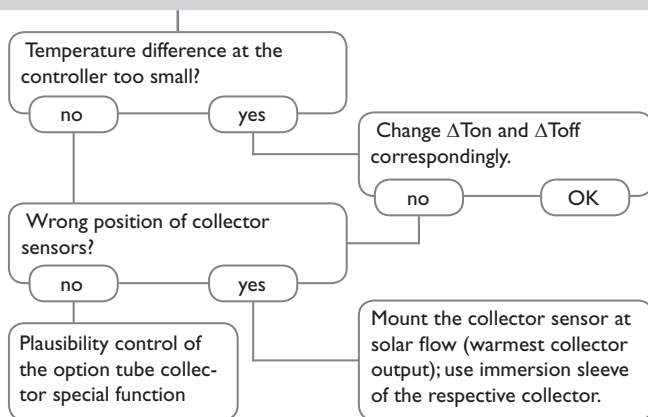 Temperature difference at the
controller too small?
no
yes
Change ΔTon and ΔToff
correspondingly.
no
OK
Wrong position of collector
sensors?
no
yes
Plausibility control of
the option tube collec-
tor special function
Mount the collector sensor at
solar flow (warmest collector
output); use immersion sleeve
of the respective collector.